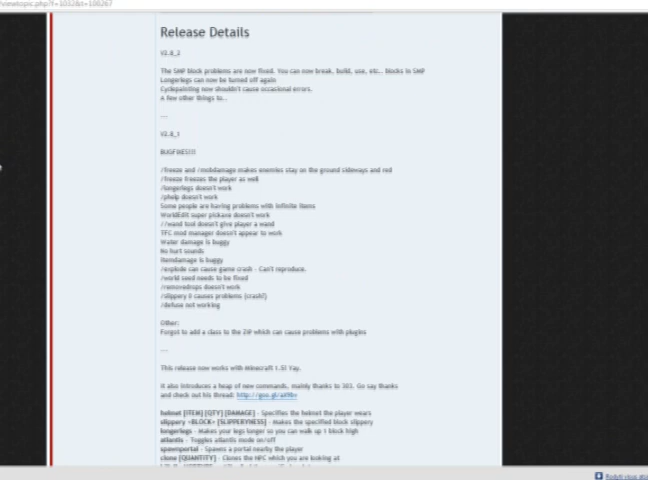 /viewtopic.php?f=1032&t=100267
Release Details
V2.8_2
The SMP block problems are now fixed. You can now break, build, use, etc.. blocks in SMP
Longerlegs can now be turned off again
Cyclepainting now shouldn't cause occasional errors.
A few other things to..
---
V2.8_1
BUGFIXES!!!
/freeze and /mobdamage makes enemies stay on the ground sideways and red
/freeze freezes the player as well
/longerlegs doesn't work
/phelp doesn't work
Some people are having problems with infinite items
WorldEdit super pickaxe doesn't work
//wand tool doesn't give player a wand
TFC mod manager doesn't appear to work
Water damage is buggy
No hurt sounds
Itemdamage is buggy
/explode can cause game crash - Can't reproduce.
/world seed needs to be fixed
/removedrops doesn't work
/slippery 0 causes problems (crash?)
/defuse not working
Other:
Forgot to add a class to the ZIP which can cause problems with plugins
---
This release now works with Minecraft 1.5! Yay.
It also introduces a heap of new commands, mainly thanks to 303. Go say thanks
and check out his thread:
helmet [ITEM] [QTY] [DAMAGE] - Specifies the helmet the player wears
slippery <BLOCK> [SLIPPERYNESS] - makes the specified block slippery
longerlegs - Makes your legs longer so you can walk up 1 block high
atlantis - Toggles atlantis mode on/off
spawnportal - Spawns a portal nearby the player
clone [QUANTITY] - Clones the NPC which you are looking at